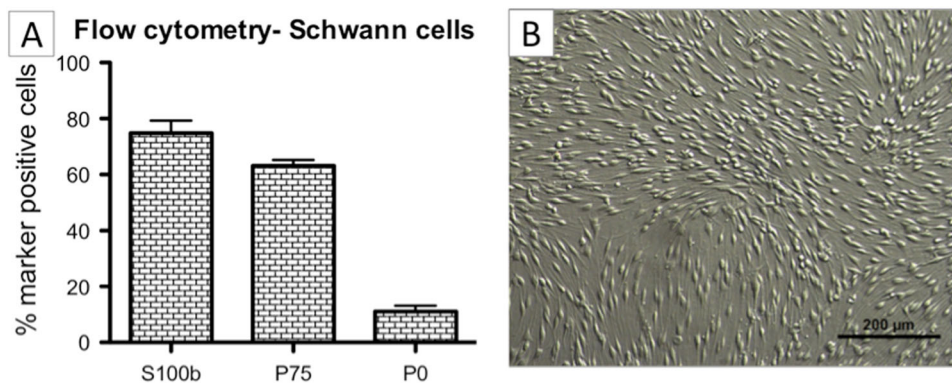 A
Flow cytometry- Schwann cells
% marker positive cells
100
80
60
40
20
0
S100b
P75
P0
B
200 µm